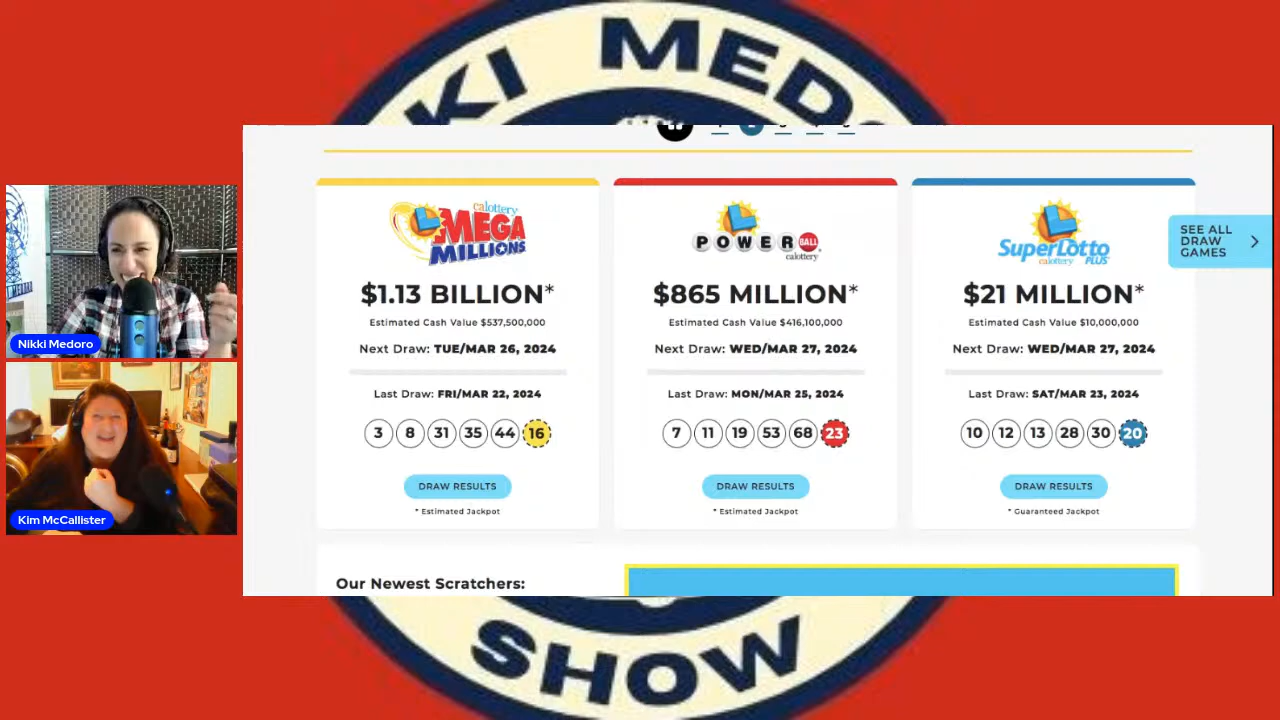 KI MEDO
Nikki Medoro
Kim McCallister
calottery
MEGA
MILLIONS
$1.13 BILLION*
Estimated Cash Value $537,500,000
Next Draw: TUE/MAR 26, 2024
Last Draw: FRI/MAR 22, 2024
3 8 31 35 44 16
DRAW RESULTS
* Estimated Jackpot
POWERBALL
calottery
$865 MILLION*
Estimated Cash Value $416,100,000
Next Draw: WED/MAR 27, 2024
Last Draw: MON/MAR 25, 2024
7 11 19 53 68 23
DRAW RESULTS
* Estimated Jackpot
SuperLotto
calottery PLUS
$21 MILLION*
Estimated Cash Value $10,000,000
Next Draw: WED/MAR 27, 2024
Last Draw: SAT/MAR 23, 2024
10 12 13 28 30 20
DRAW RESULTS
* Guaranteed Jackpot
SEE ALL
DRAW
GAMES
Our Newest Scratchers:
SHOW